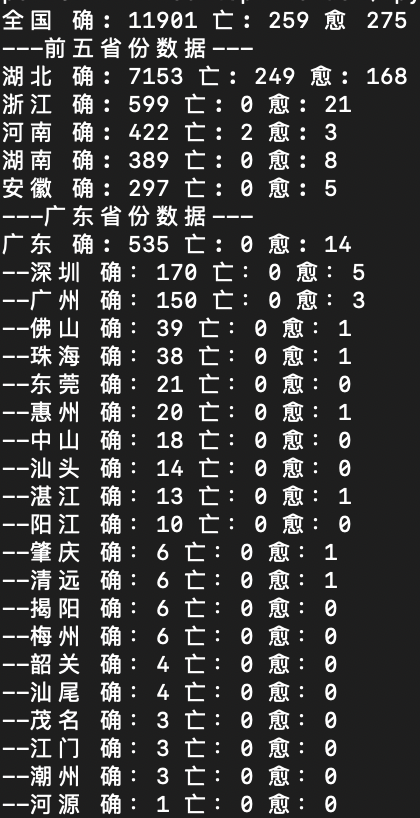 全国 确: 11901 亡: 259 愈 275
---前五省份数据---
湖北 确: 7153 亡: 249 愈: 168
浙江 确: 599 亡: 0 愈: 21
河南 确: 422 亡: 2 愈: 3
湖南 确: 389 亡: 0 愈: 8
安徽 确: 297 亡: 0 愈: 5
---广东省份数据---
广东 确: 535 亡: 0 愈: 14
--深圳 确: 170 亡: 0 愈: 5
--广州 确: 150 亡: 0 愈: 3
--佛山 确: 39 亡: 0 愈: 1
--珠海 确: 38 亡: 0 愈: 1
--东莞 确: 21 亡: 0 愈: 0
--惠州 确: 20 亡: 0 愈: 1
--中山 确: 18 亡: 0 愈: 0
--汕头 确: 14 亡: 0 愈: 0
--湛江 确: 13 亡: 0 愈: 1
--阳江 确: 10 亡: 0 愈: 0
--肇庆 确: 6 亡: 0 愈: 1
--清远 确: 6 亡: 0 愈: 1
--揭阳 确: 6 亡: 0 愈: 0
--梅州 确: 6 亡: 0 愈: 0
--韶关 确: 4 亡: 0 愈: 0
--汕尾 确: 4 亡: 0 愈: 0
--茂名 确: 3 亡: 0 愈: 0
--江门 确: 3 亡: 0 愈: 0
--潮州 确: 3 亡: 0 愈: 0
--河源 确: 1 亡: 0 愈: 0